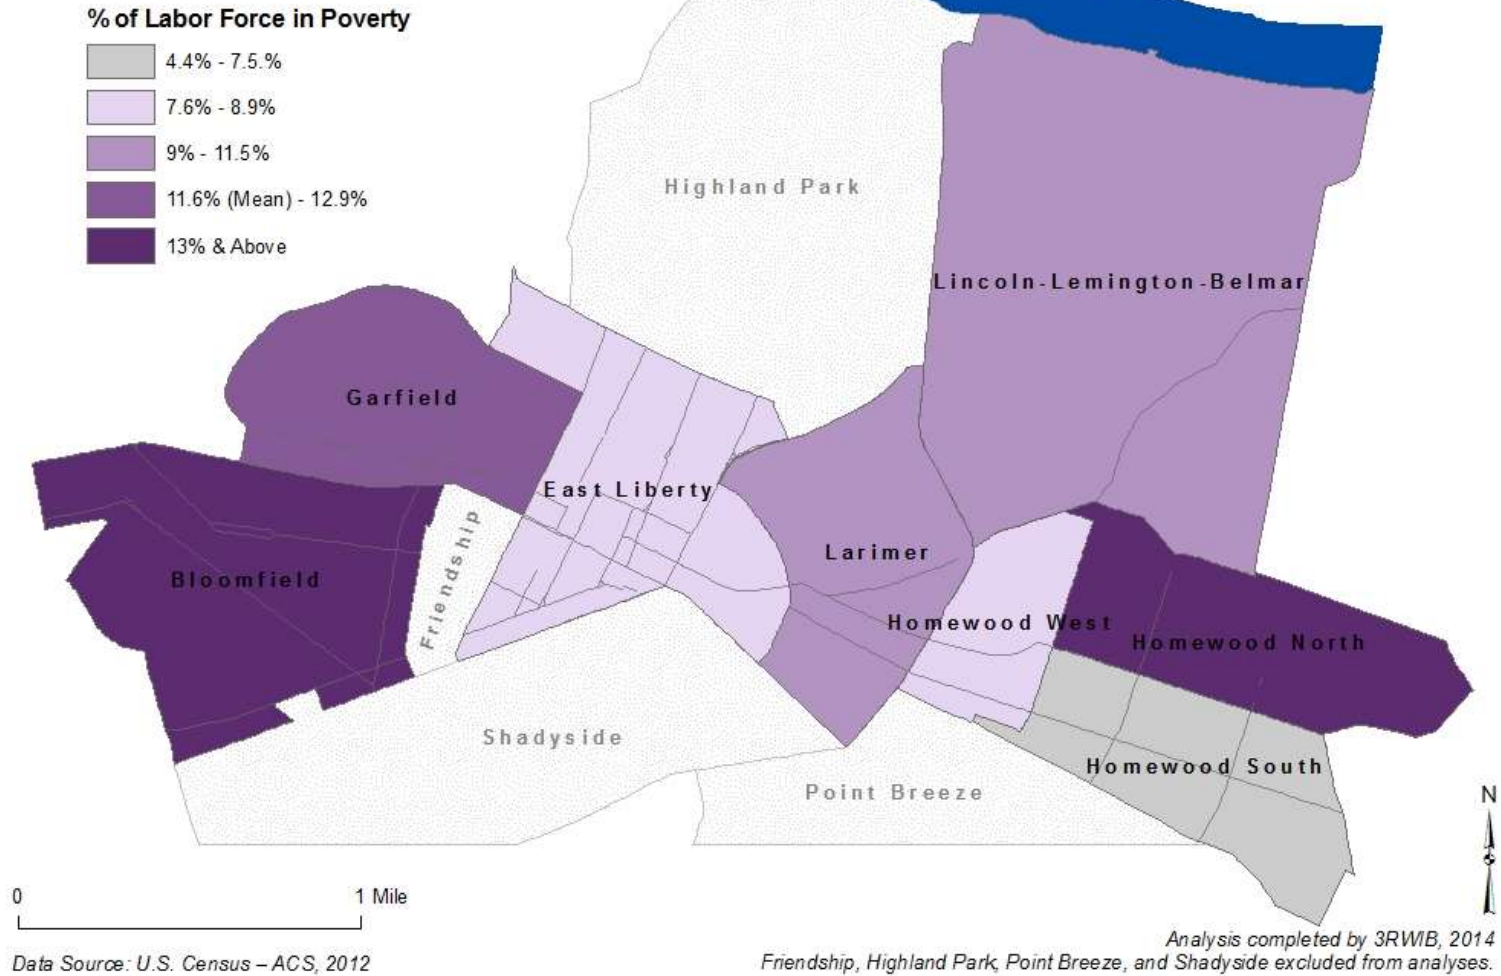 % of Labor Force in Poverty
4.4% - 7.5.%
7.6% - 8.9%
9% - 11.5%
11.6% (Mean) - 12.9%
13% & Above
Highland Park
Lincoln-Lemington-Belmar
Garfield
East Liberty
Friendship
Larimer
Bloomfield
Homewood West
Homewood North
Shadyside
Homewood South
Point Breeze
N
0 1 Mile
Analysis completed by 3RWIB, 2014
Data Source: U.S. Census – ACS, 2012
Friendship, Highland Park, Point Breeze, and Shadyside excluded from analyses.